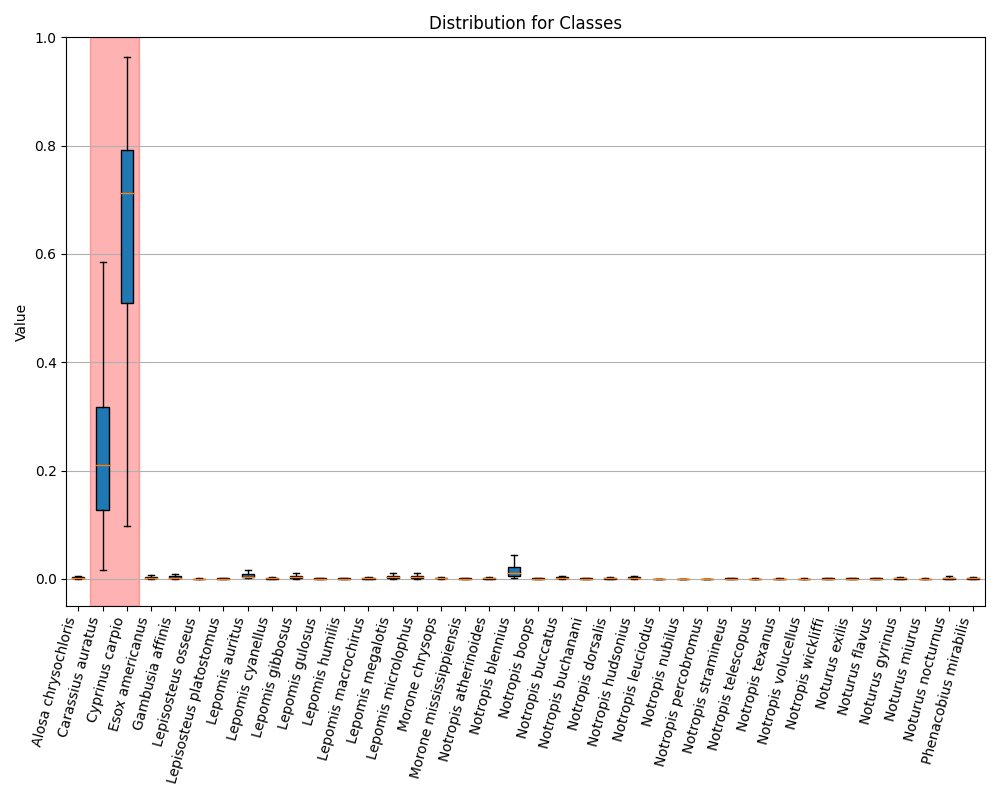 Distribution for Classes
1.0
0.8
0.6
0.4
0.2
0.0
Value
Alosa chrysochloris
Carassius auratus
Cyprinus carpio
Esox americanus
Gambusia affinis
Lepisosteus osseus
Lepisosteus platostomus
Lepomis auritus
Lepomis cyanellus
Lepomis gibbosus
Lepomis gulosus
Lepomis humilis
Lepomis macrochirus
Lepomis megalotis
Lepomis microlophus
Morone chrysops
Morone mississippiensis
Notropis atherinoides
Notropis blennius
Notropis boops
Notropis buccatus
Notropis buchanani
Notropis dorsalis
Notropis hudsonius
Notropis leuciodus
Notropis nubilus
Notropis percobromus
Notropis stramineus
Notropis telescopus
Notropis texanus
Notropis volucellus
Notropis wickliffi
Noturus exilis
Noturus flavus
Noturus gyrinus
Noturus miurus
Noturus nocturnus
Phenacobius mirabilis